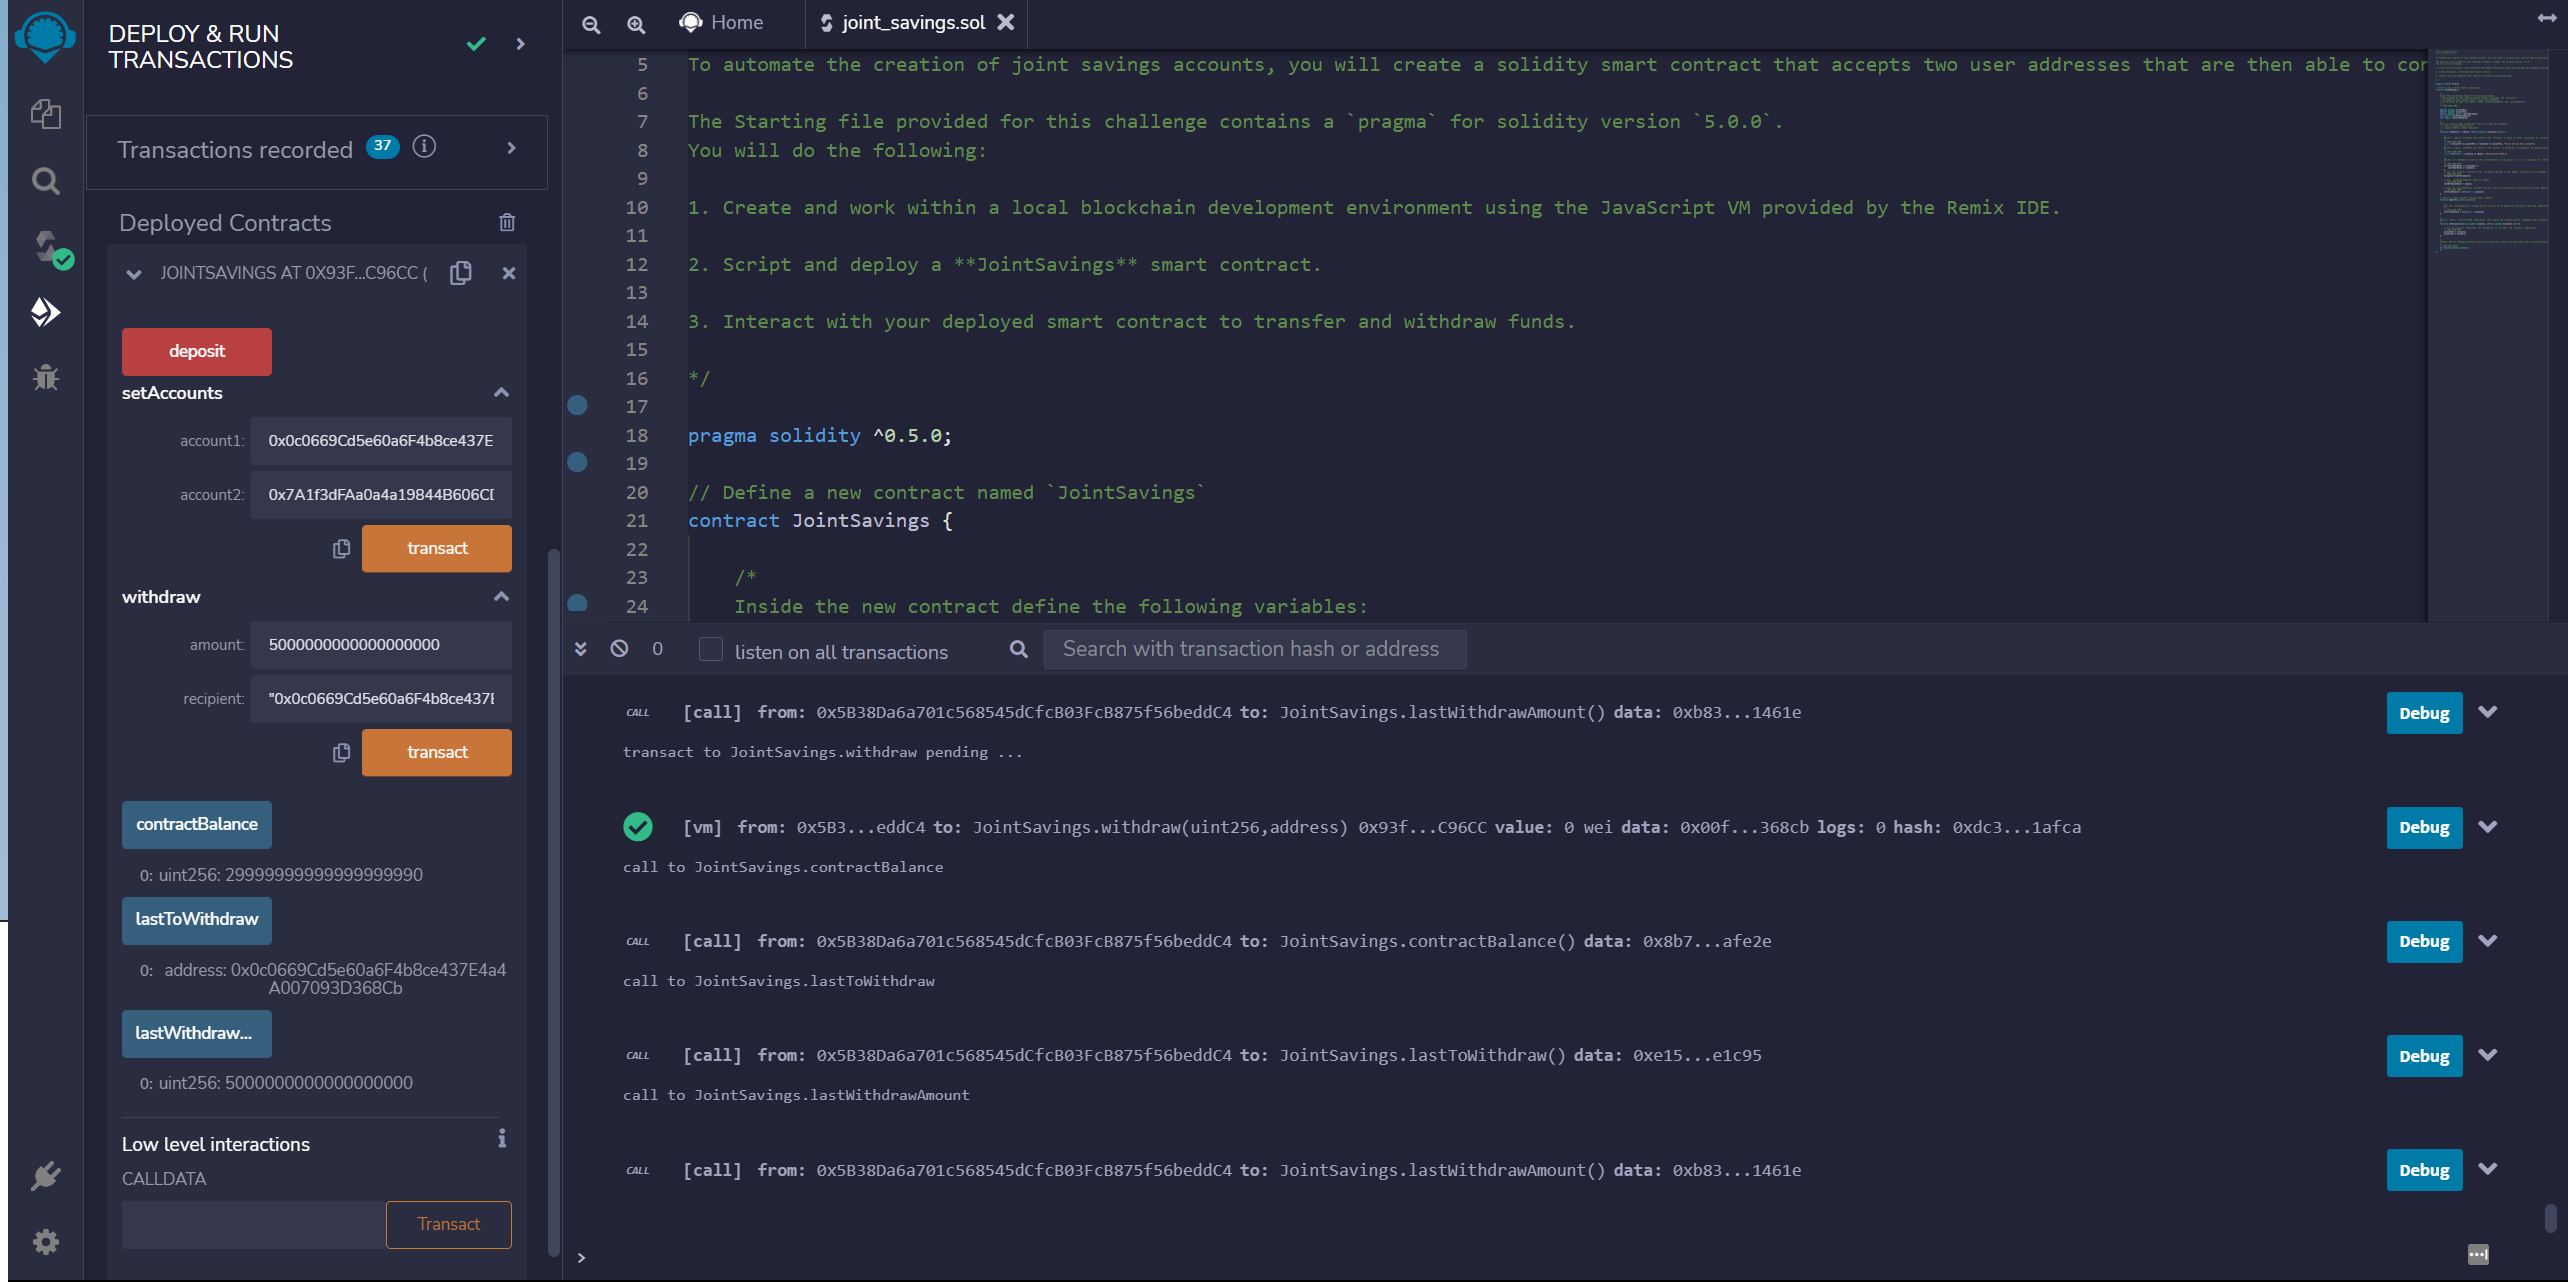 DEPLOY & RUN
TRANSACTIONS
Transactions recorded 37
Deployed Contracts
JOINTSAVINGS AT 0X93F...C96CC (
deposit
setAccounts
account1: 0x0c0669Cd5e60a6F4b8ce437E
account2: 0x7A1f3dFAa0a4a19844B606CI
transact
withdraw
amount: 5000000000000000000
recipient: "0x0c0669Cd5e60a6F4b8ce437E
transact
contractBalance
0: uint256: 29999999999999999990
lastToWithdraw
0: address: 0x0c0669Cd5e60a6F4b8ce437E4a4
A007093D368Cb
lastWithdraw...
0: uint256: 5000000000000000000
Low level interactions
CALLDATA
Transact
Home
joint_savings.sol
5 To automate the creation of joint savings accounts, you will create a solidity smart contract that accepts two user addresses that are then able to cor
6
7 The Starting file provided for this challenge contains a `pragma` for solidity version `5.0.0`.
8 You will do the following:
9
10 1. Create and work within a local blockchain development environment using the JavaScript VM provided by the Remix IDE.
11
12 2. Script and deploy a **JointSavings** smart contract.
13
14 3. Interact with your deployed smart contract to transfer and withdraw funds.
15
16 */
17
18 pragma solidity ^0.5.0;
19
20 // Define a new contract named `JointSavings`
21 contract JointSavings {
22
23 /*
24 Inside the new contract define the following variables:
0 listen on all transactions Search with transaction hash or address
CALL [call] from: 0x5B38Da6a701c568545dCfcB03FcB875f56beddC4 to: JointSavings.lastWithdrawAmount() data: 0xb83...1461e Debug
transact to JointSavings.withdraw pending ...
[vm] from: 0x5B3...eddC4 to: JointSavings.withdraw(uint256,address) 0x93f...C96CC value: 0 wei data: 0x00f...368cb logs: 0 hash: 0xdc3...1afca Debug
call to JointSavings.contractBalance
CALL [call] from: 0x5B38Da6a701c568545dCfcB03FcB875f56beddC4 to: JointSavings.contractBalance() data: 0x8b7...afe2e Debug
call to JointSavings.lastToWithdraw
CALL [call] from: 0x5B38Da6a701c568545dCfcB03FcB875f56beddC4 to: JointSavings.lastToWithdraw() data: 0xe15...e1c95 Debug
call to JointSavings.lastWithdrawAmount
CALL [call] from: 0x5B38Da6a701c568545dCfcB03FcB875f56beddC4 to: JointSavings.lastWithdrawAmount() data: 0xb83...1461e Debug
>